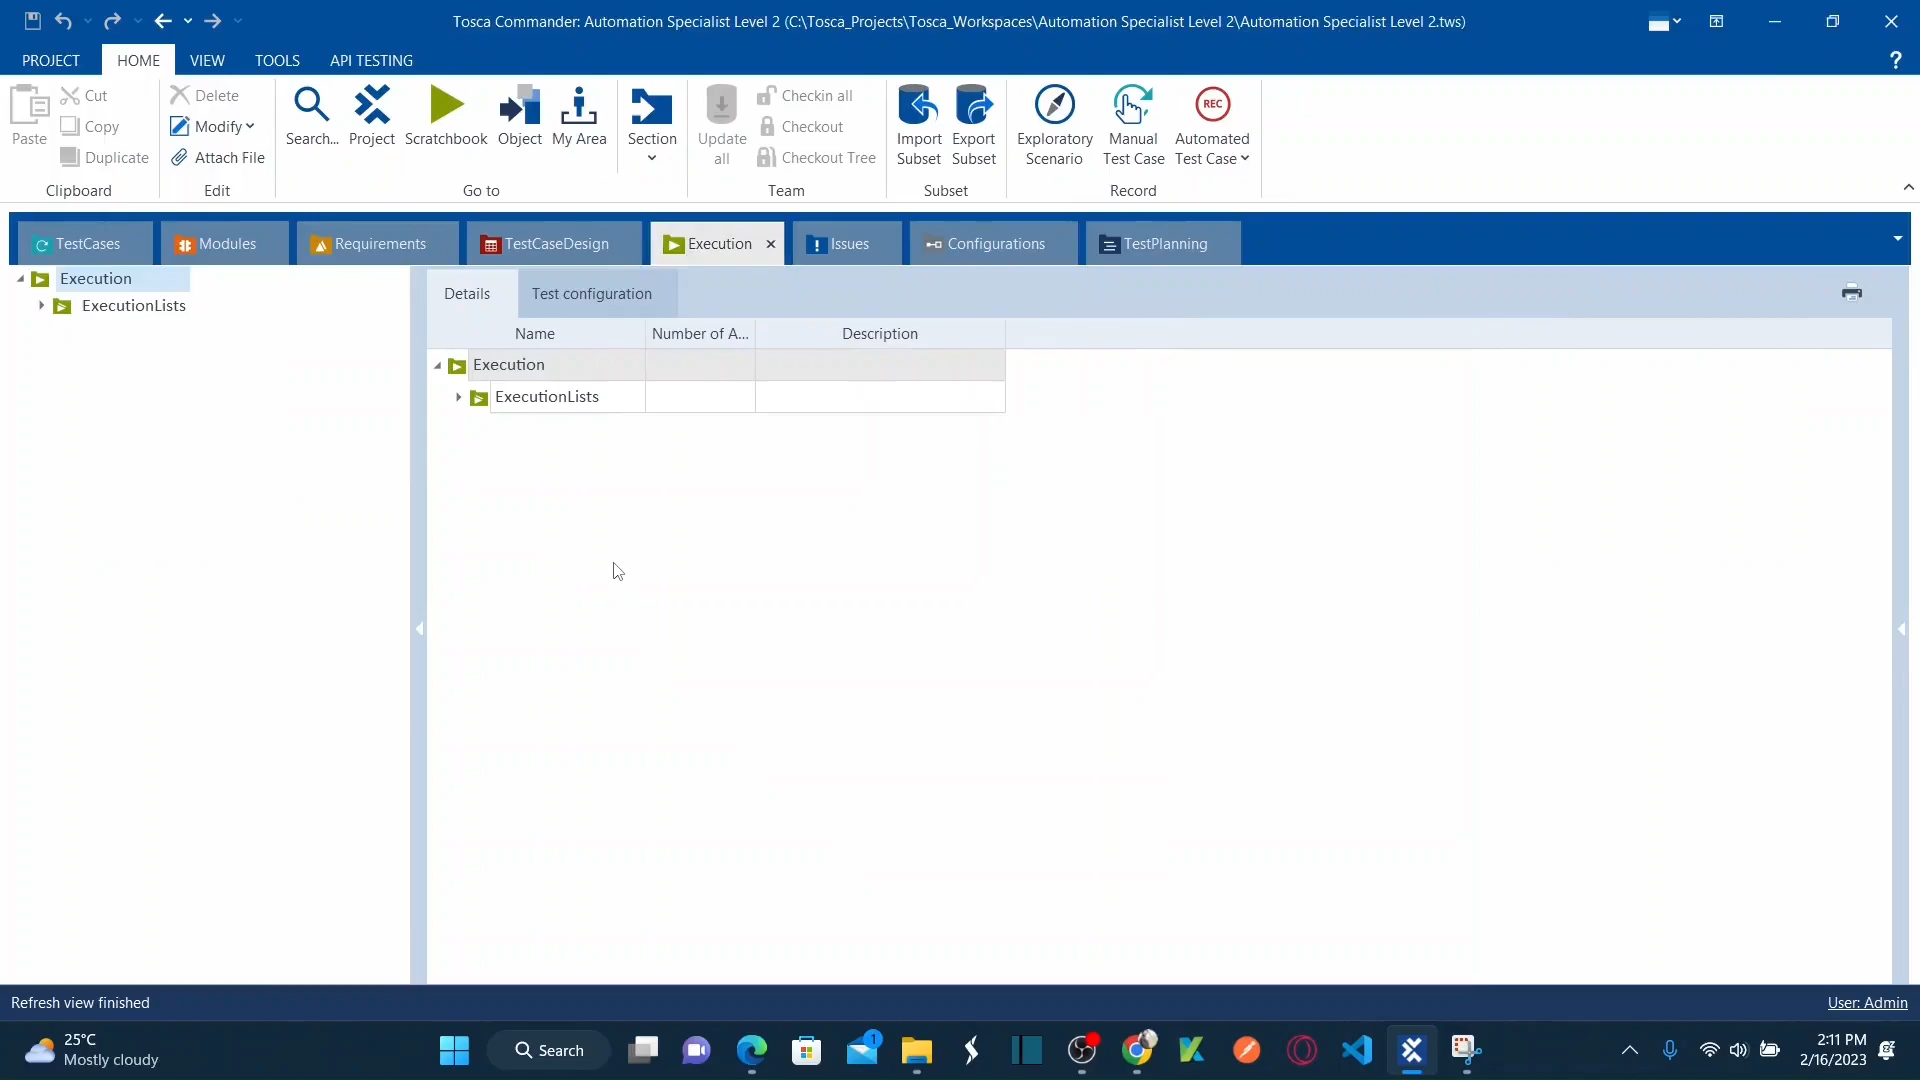 Tosca Commander: Automation Specialist Level 2 (C:\Tosca_Projects\Tosca_Workspaces\Automation Specialist Level 2\Automation Specialist Level 2.tws)
PROJECT HOME VIEW TOOLS API TESTING ?
Paste
Cut
Copy
Duplicate
Clipboard
Delete
Modify
Attach File
Edit
Search...
Project
Scratchbook
Object
My Area
Section
Go to
Update
all
Checkin all
Checkout
Checkout Tree
Team
Import
Subset
Export
Subset
Subset
Exploratory
Scenario
Manual
Test Case
REC
Automated
Test Case
Record
TestCases Modules Requirements TestCaseDesign Execution Issues Configurations TestPlanning
Execution
ExecutionLists
Details Test configuration
Name Number of A... Description
Execution
ExecutionLists
Refresh view finished
User: Admin
25°C
Mostly cloudy
Search
1
2:11 PM
2/16/2023